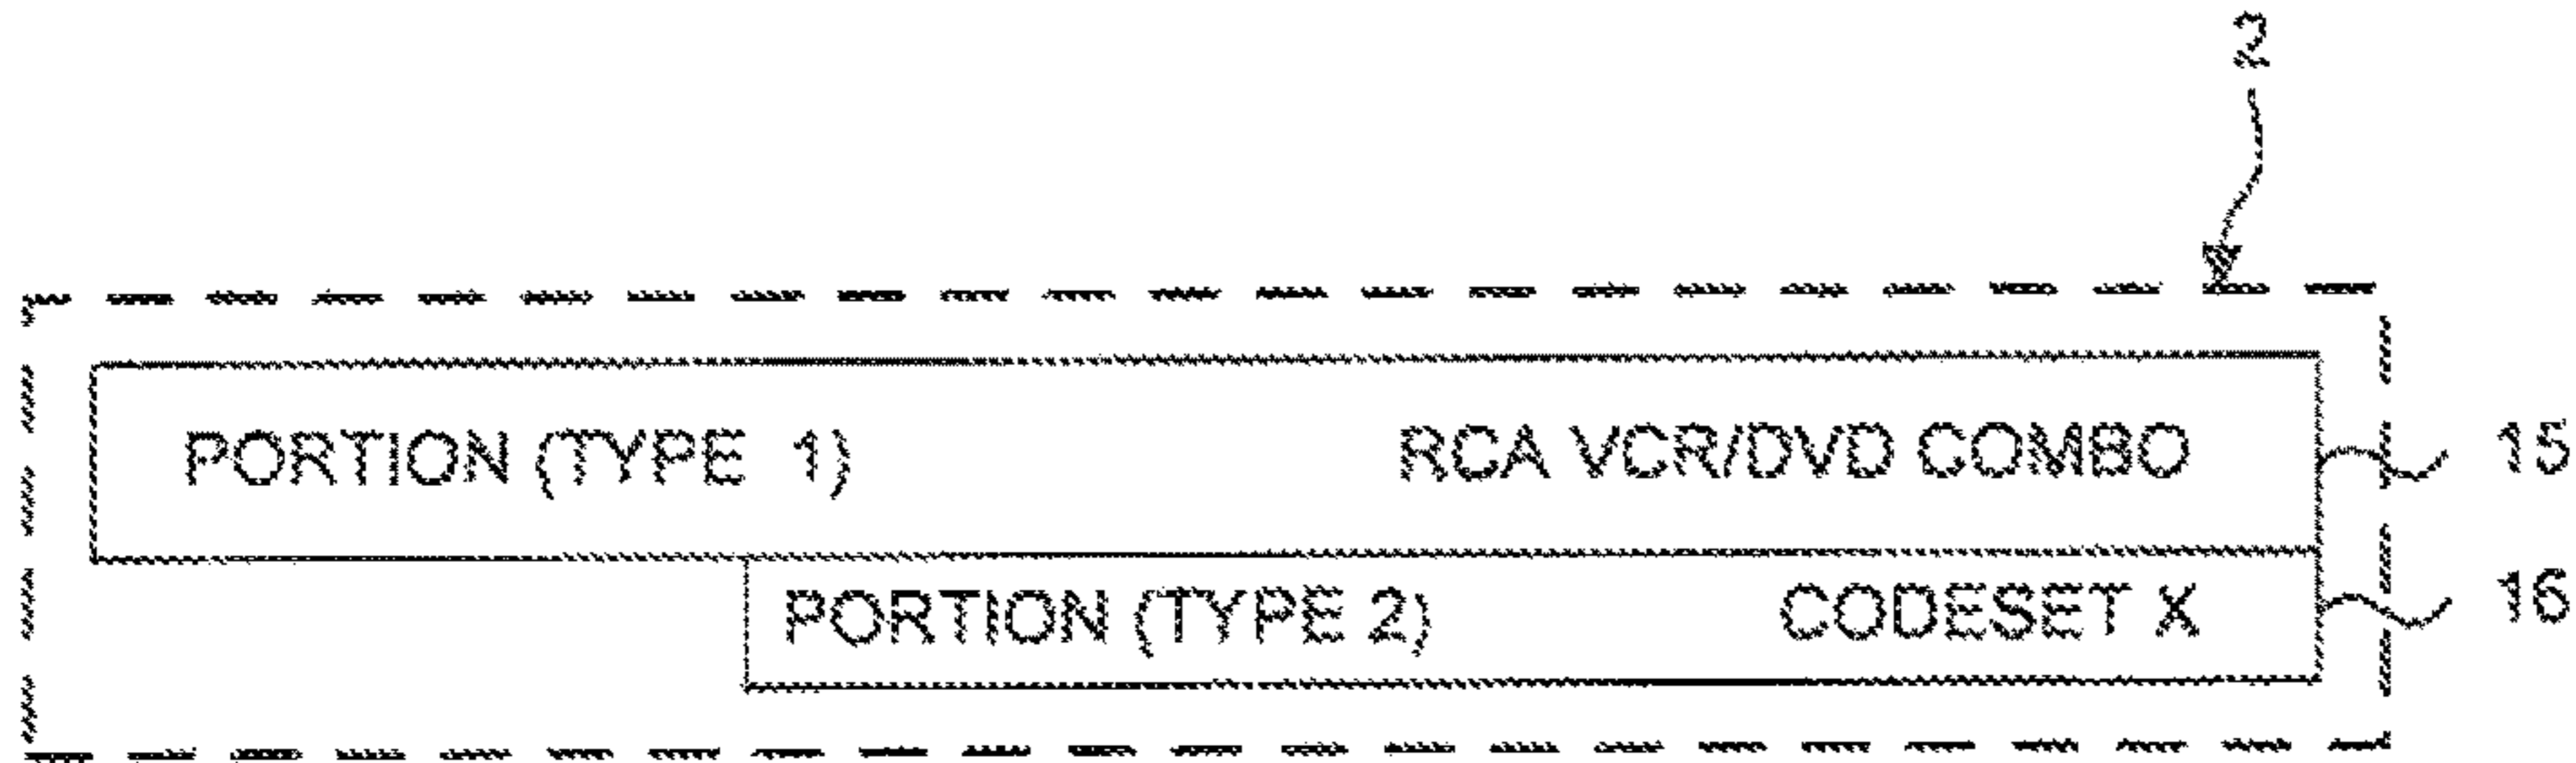 2
PORTION (TYPE 1) RCA VCR/DVD COMBO 15
PORTION (TYPE 2) CODESET X 16